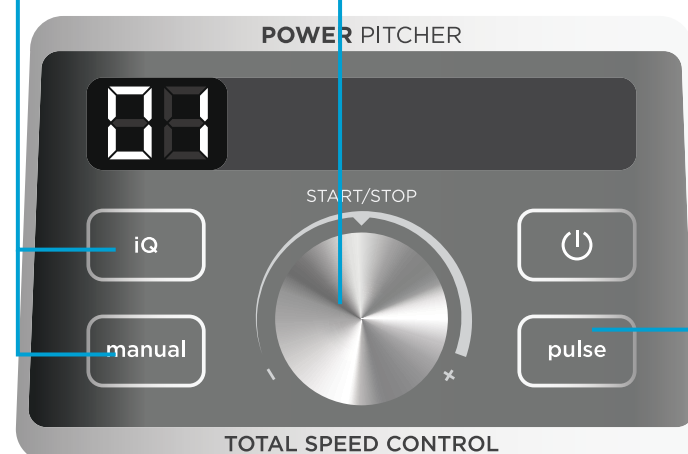 POWER PITCHER
01
START/STOP
iQ
manual
pulse
- +
TOTAL SPEED CONTROL